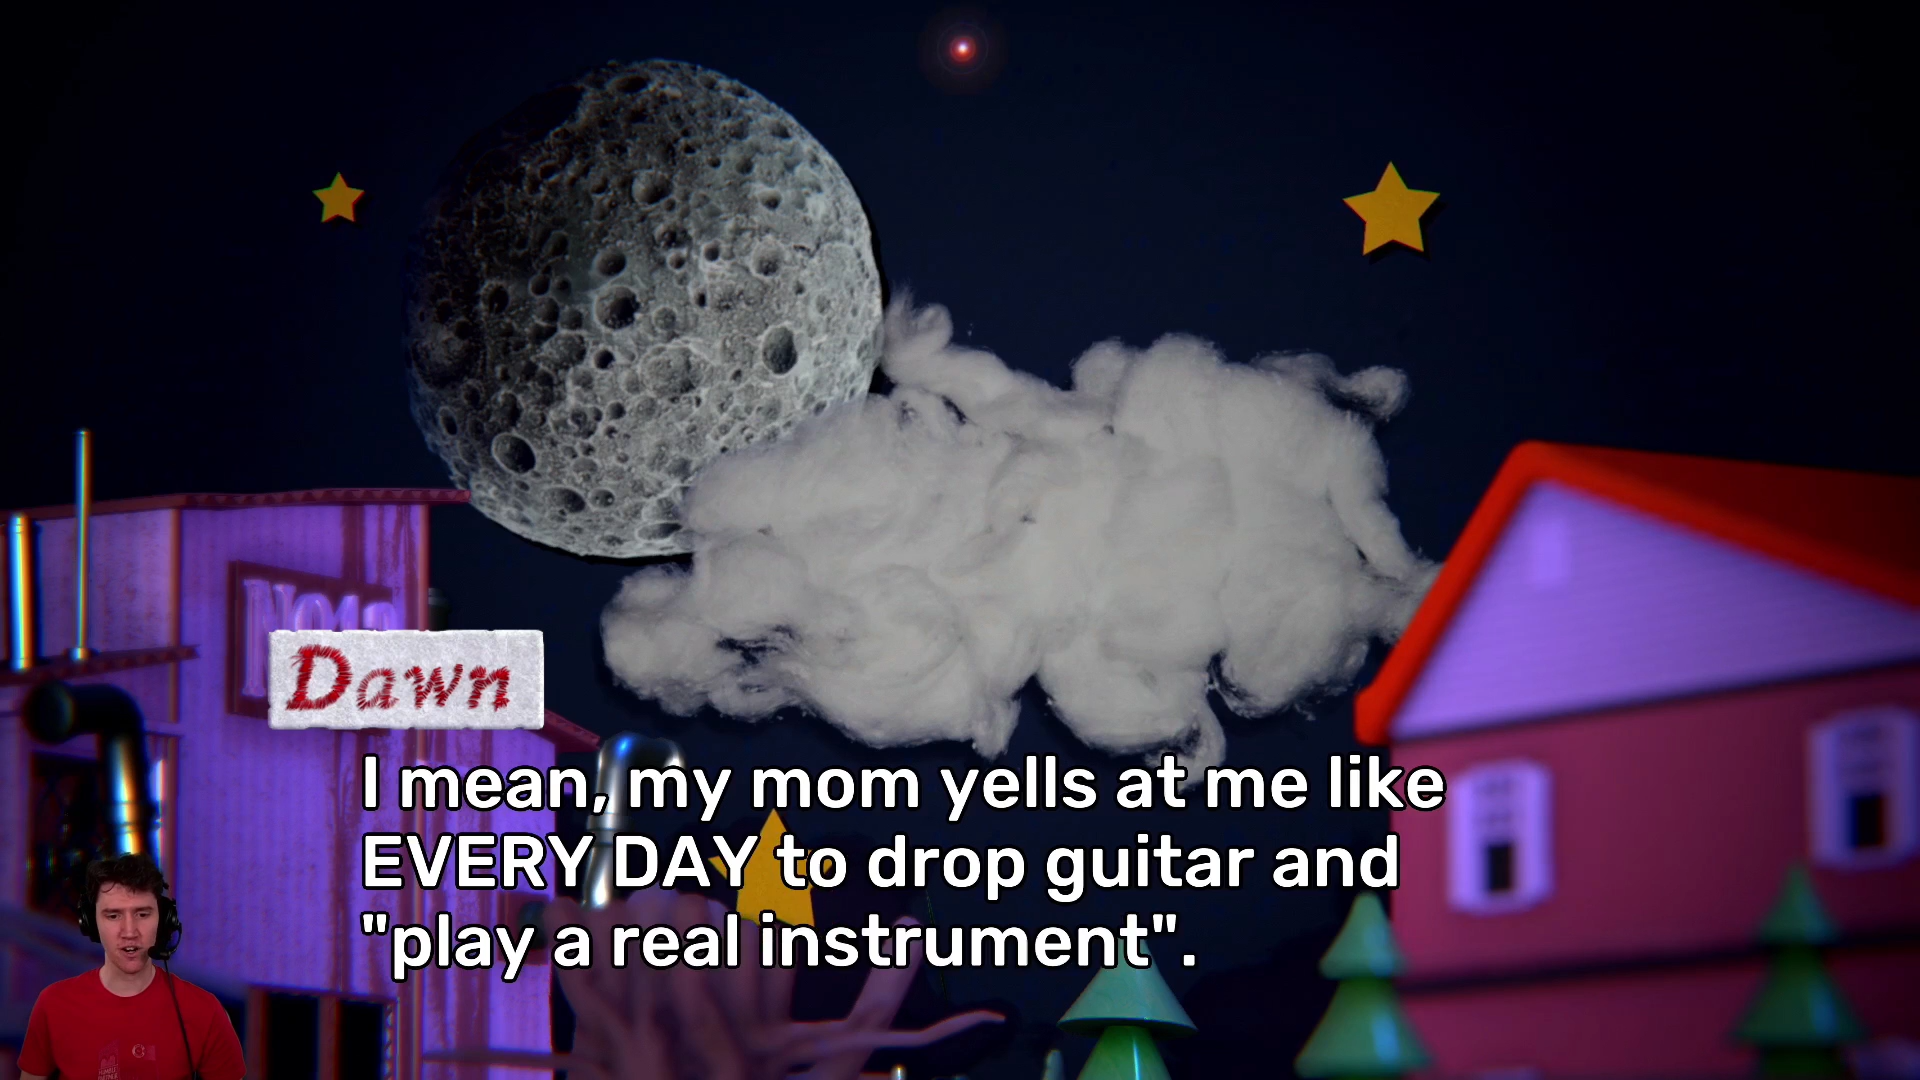 Dawn
I mean, my mom yells at me like
EVERY DAY to drop guitar and
"play a real instrument".